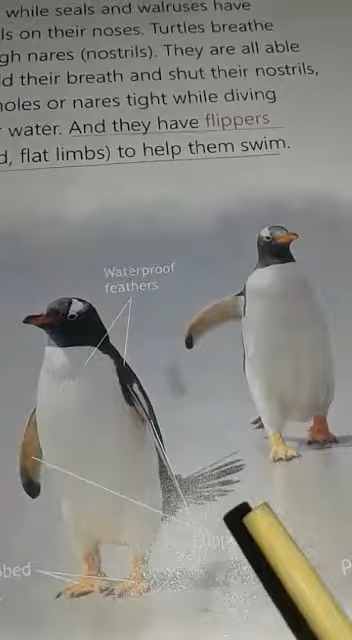 while seals and walruses have
ls on their noses. Turtles breathe
gh nares (nostrils). They are all able
d their breath and shut their nostrils,
holes or nares tight while diving
water. And they have flippers
d, flat limbs) to help them swim.
Waterproof
feathers
bed
P